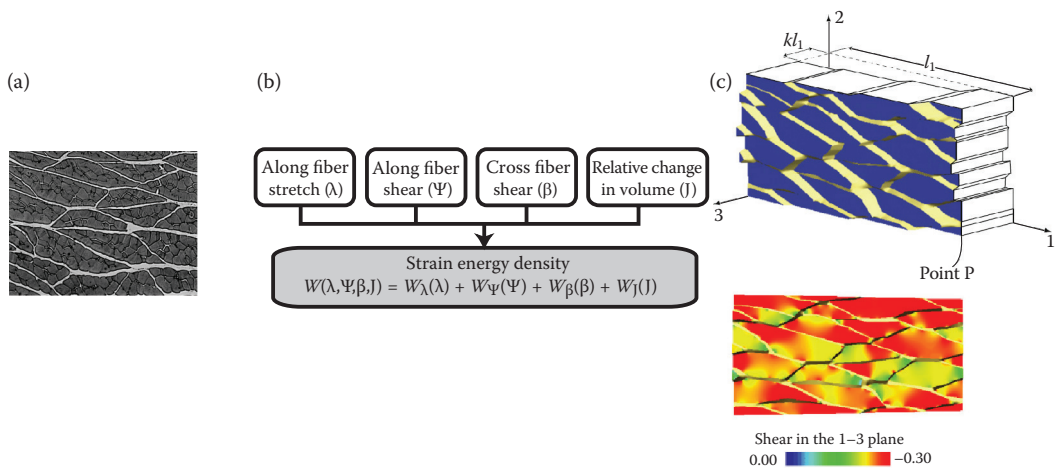 (a)
(b)
(c)
Along fiber
stretch (λ)
Along fiber
shear (Ψ)
Cross fiber
shear (β)
Relative change
in volume (J)
Strain energy density
W(λ,Ψ,β,J) = Wλ(λ) + WΨ(Ψ) + Wβ(β) + WJ(J)
2
kl1
l1
3
1
Point P
Shear in the 1–3 plane
0.00
–0.30